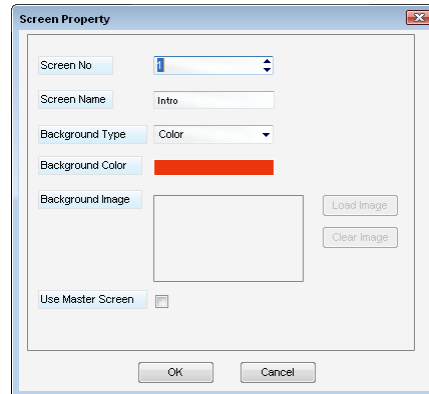 Screen Property
Screen No 1
Screen Name Intro
Background Type Color
Background Color
Background Image
Load Image
Clear Image
Use Master Screen
OK Cancel